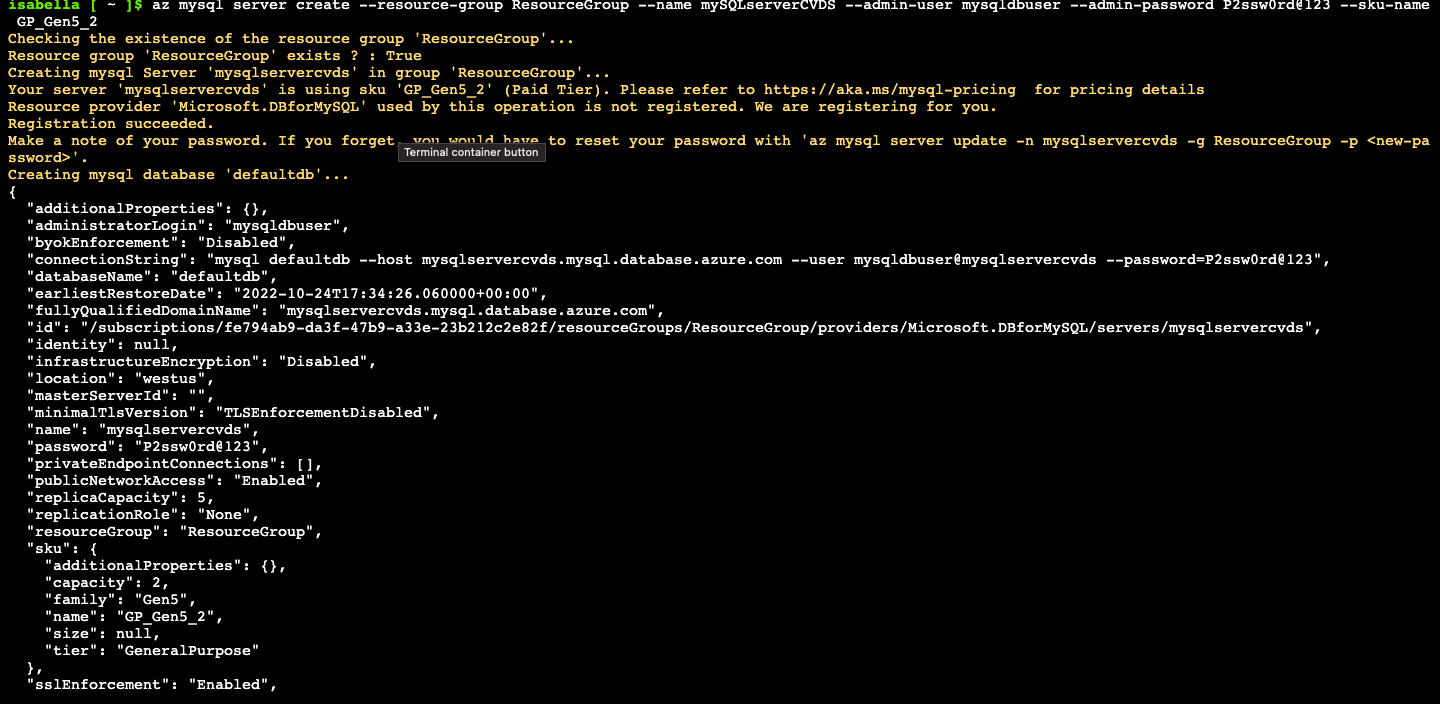 isabella [ ~ ]$ az mysql server create --resource-group ResourceGroup --name mySQLserverCVDS --admin-user mysqldbuser --admin-password P2ssw0rd@123 --sku-name
GP_Gen5_2
Checking the existence of the resource group 'ResourceGroup'...
Resource group 'ResourceGroup' exists ? : True
Creating mysql Server 'mysqlservercvds' in group 'ResourceGroup'...
Your server 'mysqlservercvds' is using sku 'GP_Gen5_2' (Paid Tier). Please refer to https://aka.ms/mysql-pricing  for pricing details
Resource provider 'Microsoft.DBforMySQL' used by this operation is not registered. We are registering for you.
Registration succeeded.
Make a note of your password. If you forget, you would have to reset your password with 'az mysql server update -n mysqlservercvds -g ResourceGroup -p <new-pa
Terminal container button
ssword>'.
Creating mysql database 'defaultdb'...
{
  "additionalProperties": {},
  "administratorLogin": "mysqldbuser",
  "byokEnforcement": "Disabled",
  "connectionString": "mysql defaultdb --host mysqlservercvds.mysql.database.azure.com --user mysqldbuser@mysqlservercvds --password=P2ssw0rd@123",
  "databaseName": "defaultdb",
  "earliestRestoreDate": "2022-10-24T17:34:26.060000+00:00",
  "fullyQualifiedDomainName": "mysqlservercvds.mysql.database.azure.com",
  "id": "/subscriptions/fe794ab9-da3f-47b9-a33e-23b212c2e82f/resourceGroups/ResourceGroup/providers/Microsoft.DBforMySQL/servers/mysqlservercvds",
  "identity": null,
  "infrastructureEncryption": "Disabled",
  "location": "westus",
  "masterServerId": "",
  "minimalTlsVersion": "TLSEnforcementDisabled",
  "name": "mysqlservercvds",
  "password": "P2ssw0rd@123",
  "privateEndpointConnections": [],
  "publicNetworkAccess": "Enabled",
  "replicaCapacity": 5,
  "replicationRole": "None",
  "resourceGroup": "ResourceGroup",
  "sku": {
    "additionalProperties": {},
    "capacity": 2,
    "family": "Gen5",
    "name": "GP_Gen5_2",
    "size": null,
    "tier": "GeneralPurpose"
  },
  "sslEnforcement": "Enabled",